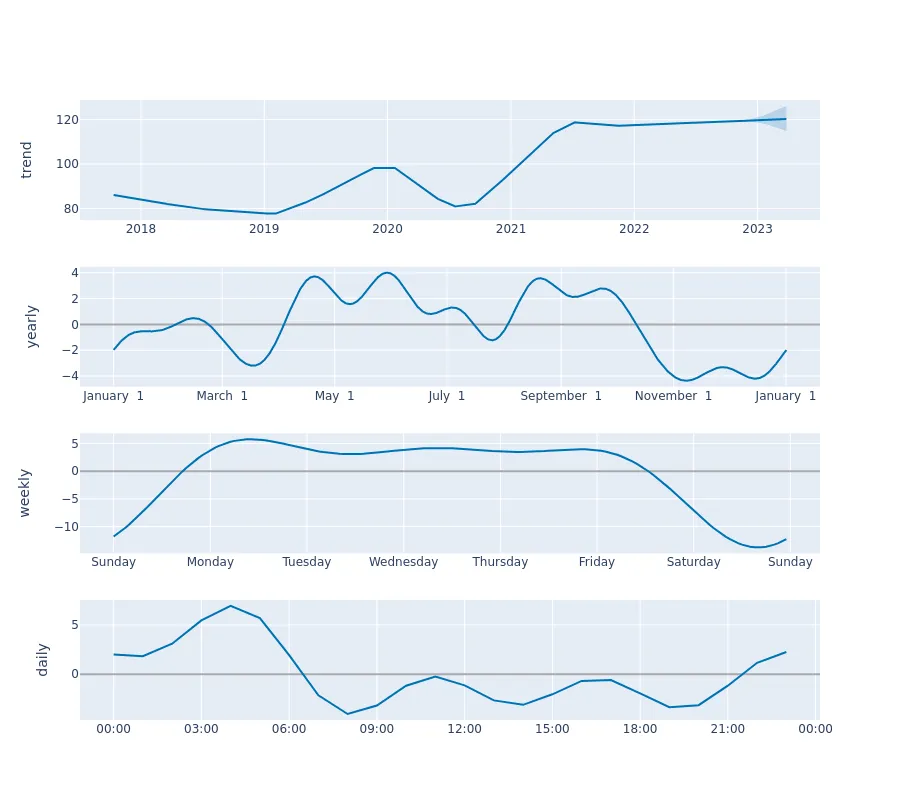 trend
120
100
80
2018 2019 2020 2021 2022 2023
yearly
4
2
0
−2
−4
January 1 March 1 May 1 July 1 September 1 November 1 January 1
weekly
5
0
−5
−10
Sunday Monday Tuesday Wednesday Thursday Friday Saturday Sunday
daily
5
0
00:00 03:00 06:00 09:00 12:00 15:00 18:00 21:00 00:00